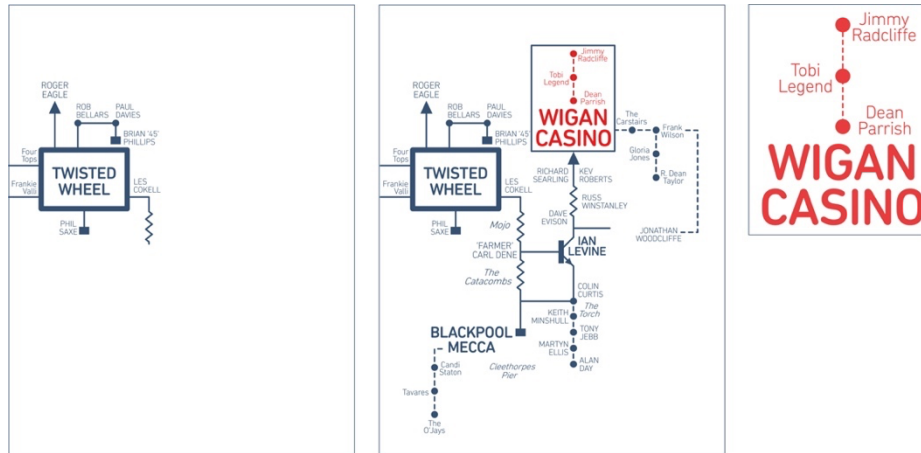 ROGER
EAGLE
ROB
BELLARS
PAUL
DAVIES
BRIAN '45'
PHILLIPS
Four
Tops
TWISTED
WHEEL
Frankie
Valli
LES
COKELL
PHIL
SAXE
ROGER
EAGLE
ROB
BELLARS
PAUL
DAVIES
BRIAN '45'
PHILLIPS
Four
Tops
TWISTED
WHEEL
Frankie
Valli
LES
COKELL
PHIL
SAXE
Jimmy
Radcliffe
Tobi
Legend
Dean
Parrish
WIGAN
CASINO
The
Carstairs
Frank
Wilson
Gloria
Jones
R. Dean
Taylor
RICHARD
SEARLING
KEV
ROBERTS
RUSS
WINSTANLEY
DAVE
EVISON
Mojo
'FARMER'
CARL DENE
IAN
LEVINE
JONATHAN
WOODCLIFFE
The
Catacombs
COLIN
CURTIS
The
Torch
KEITH
MINSHULL
TONY
JEBB
MARTYN
ELLIS
ALAN
DAY
BLACKPOOL
MECCA
Cleethorpes
Pier
Candi
Staton
Tavares
The
O'Jays
Jimmy
Radcliffe
Tobi
Legend
Dean
Parrish
WIGAN
CASINO